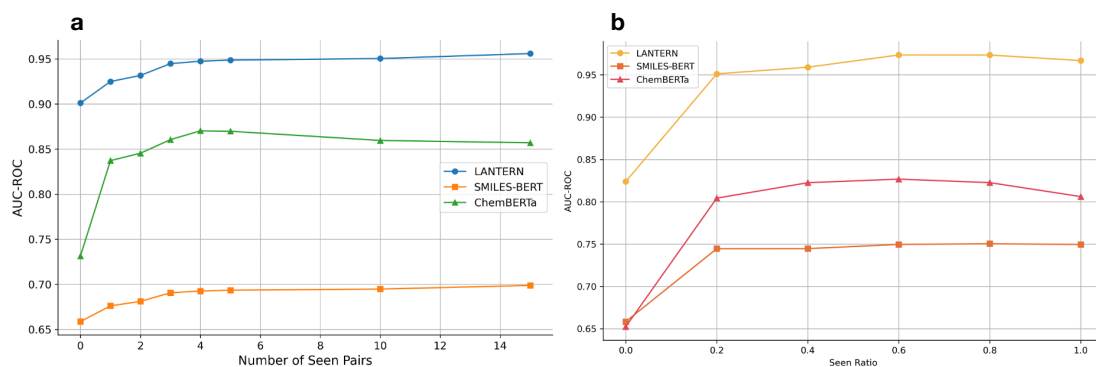 a
0.95
0.90
0.85
0.80
0.75
0.70
0.65
AUC-ROC
LANTERN
SMILES-BERT
ChemBERTa
0 2 4 6 8 10 12 14
Number of Seen Pairs
b
LANTERN
SMILES-BERT
ChemBERTa
0.95
0.90
0.85
0.80
0.75
0.70
0.65
AUC-ROC
0.0 0.2 0.4 0.6 0.8 1.0
Seen Ratio